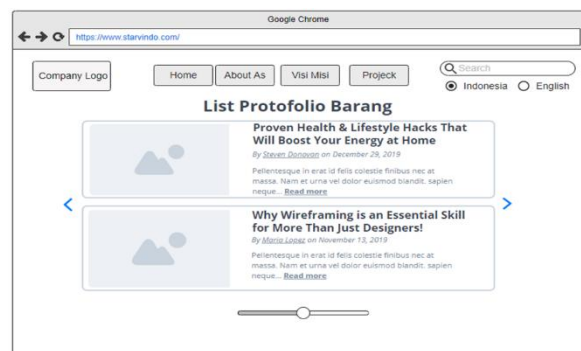 Google Chrome
https://www.starvindo.com/
Company Logo
Home
About As
Visi Misi
Projeck
Search
Indonesia
English
List Protofolio Barang
Proven Health & Lifestyle Hacks That
Will Boost Your Energy at Home
By Steven Donovan on December 29, 2019
Pellentesque in erat id felis colestie finibus nec at
massa. Nam et urna vel dolor euismod blandit. sapien
neque... Read more
Why Wireframing is an Essential Skill
for More Than Just Designers!
By Maria Lopez on November 13, 2019
Pellentesque in erat id felis colestie finibus nec at
massa. Nam et urna vel dolor euismod blandit. sapien
neque... Read more